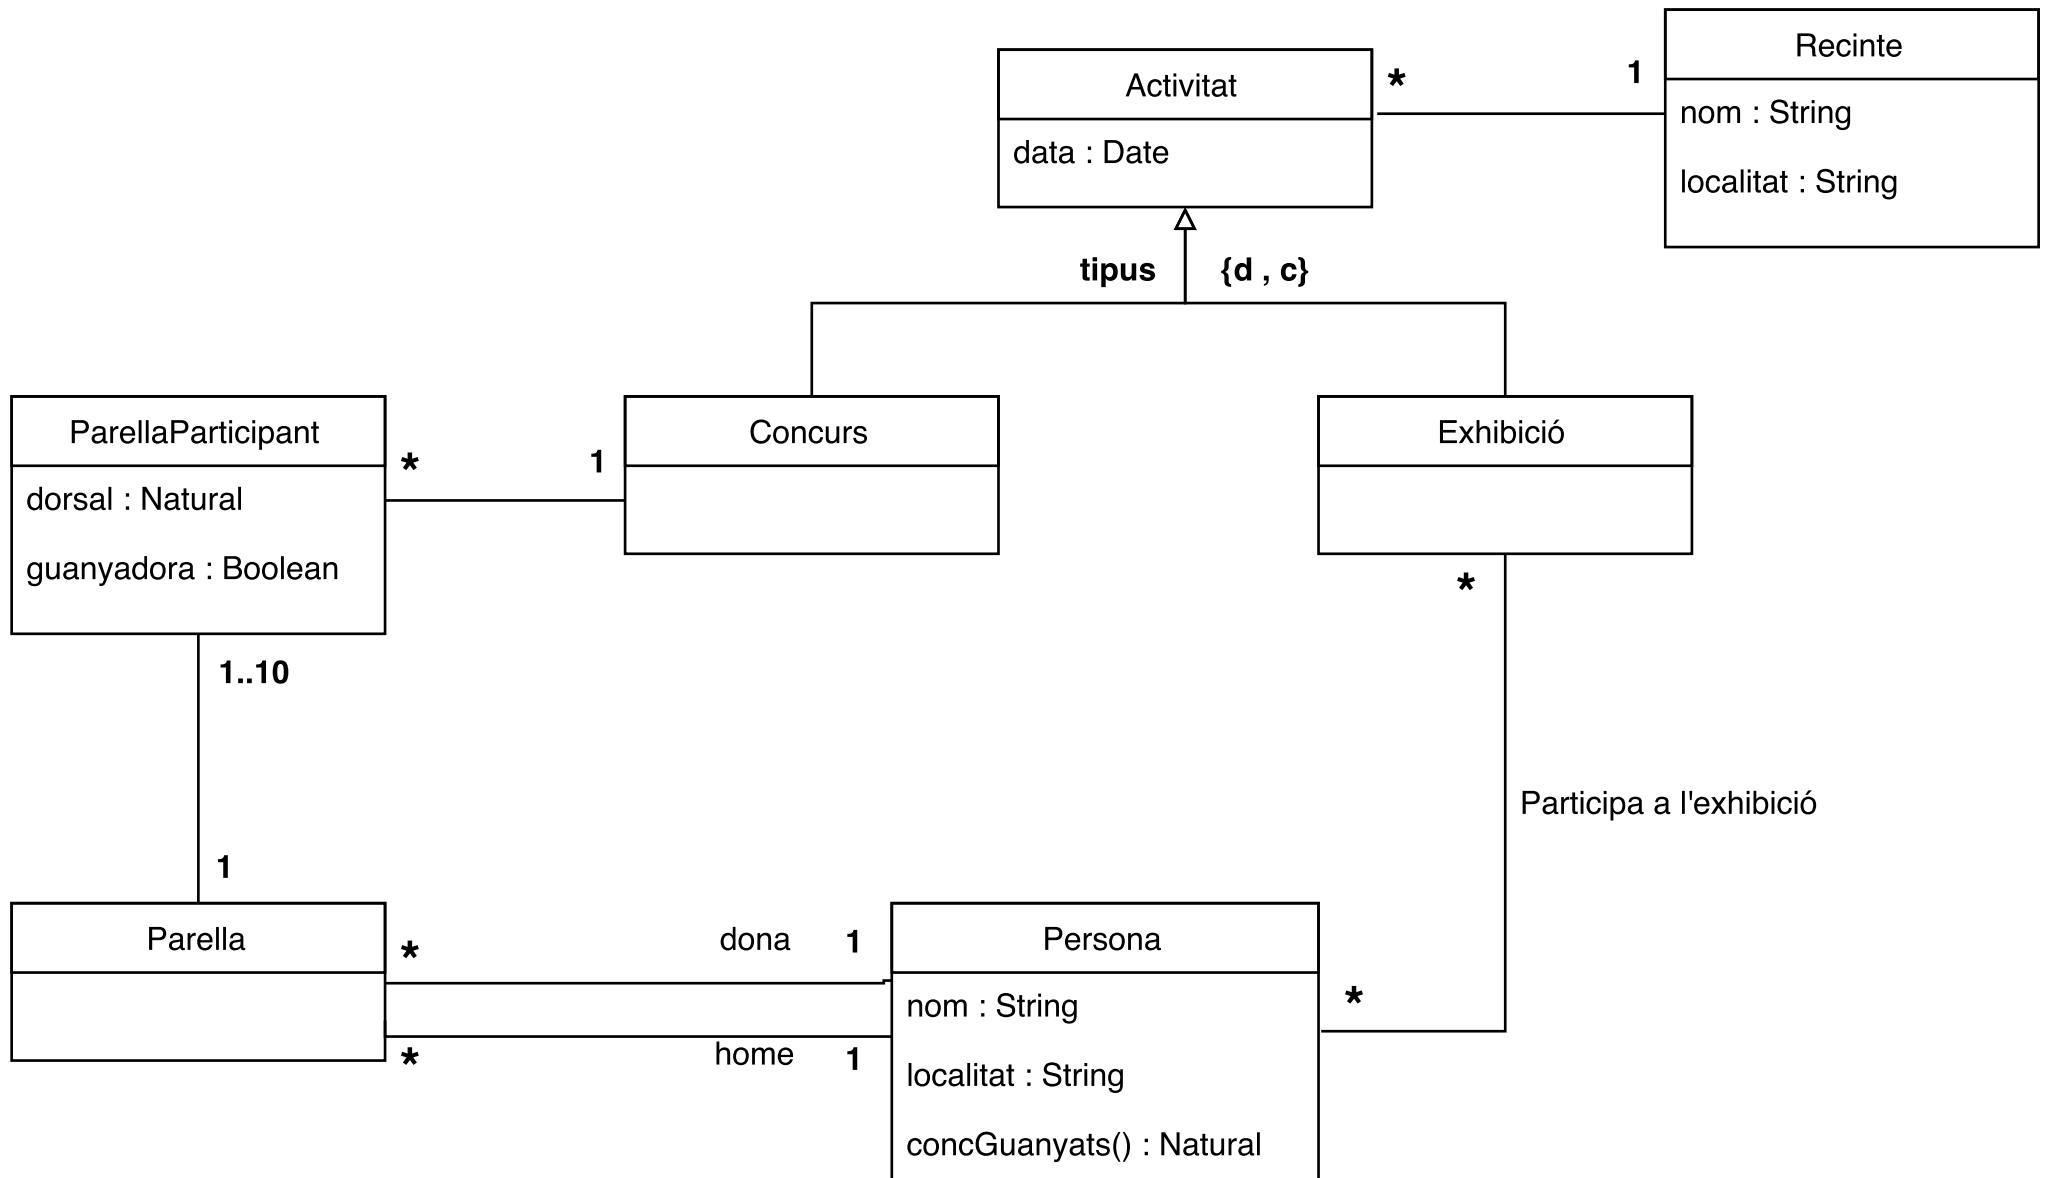 Recinte
nom : String
localitat : String
Activitat
data : Date
*
1
tipus
{d , c}
ParellaParticipant
dorsal : Natural
guanyadora : Boolean
*
1
Concurs
Exhibició
*
1..10
Participa a l'exhibició
1
Parella
*
dona
1
*
home
1
Persona
nom : String
localitat : String
concGuanyats() : Natural
*